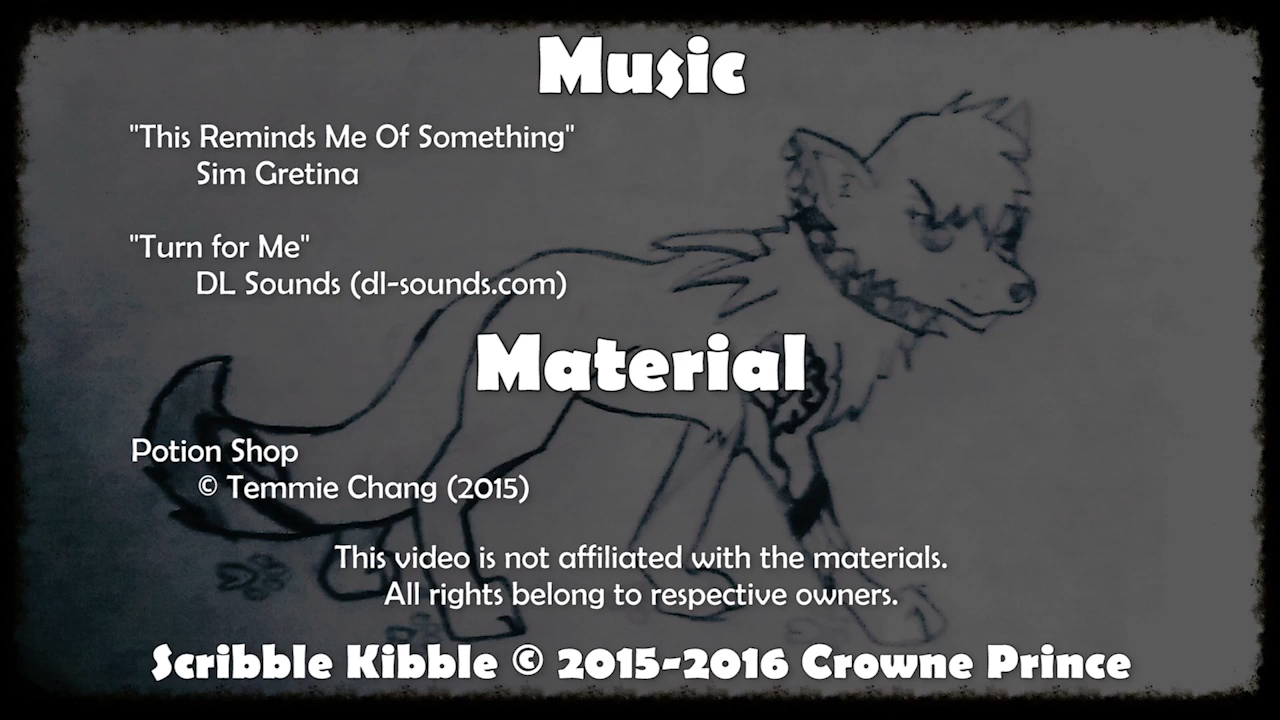 Music
"This Reminds Me Of Something"
Sim Gretina
"Turn for Me"
DL Sounds (dl-sounds.com)
Material
Potion Shop
© Temmie Chang (2015)
This video is not affiliated with the materials.
All rights belong to respective owners.
Scribble Kibble © 2015-2016 Crowne Prince